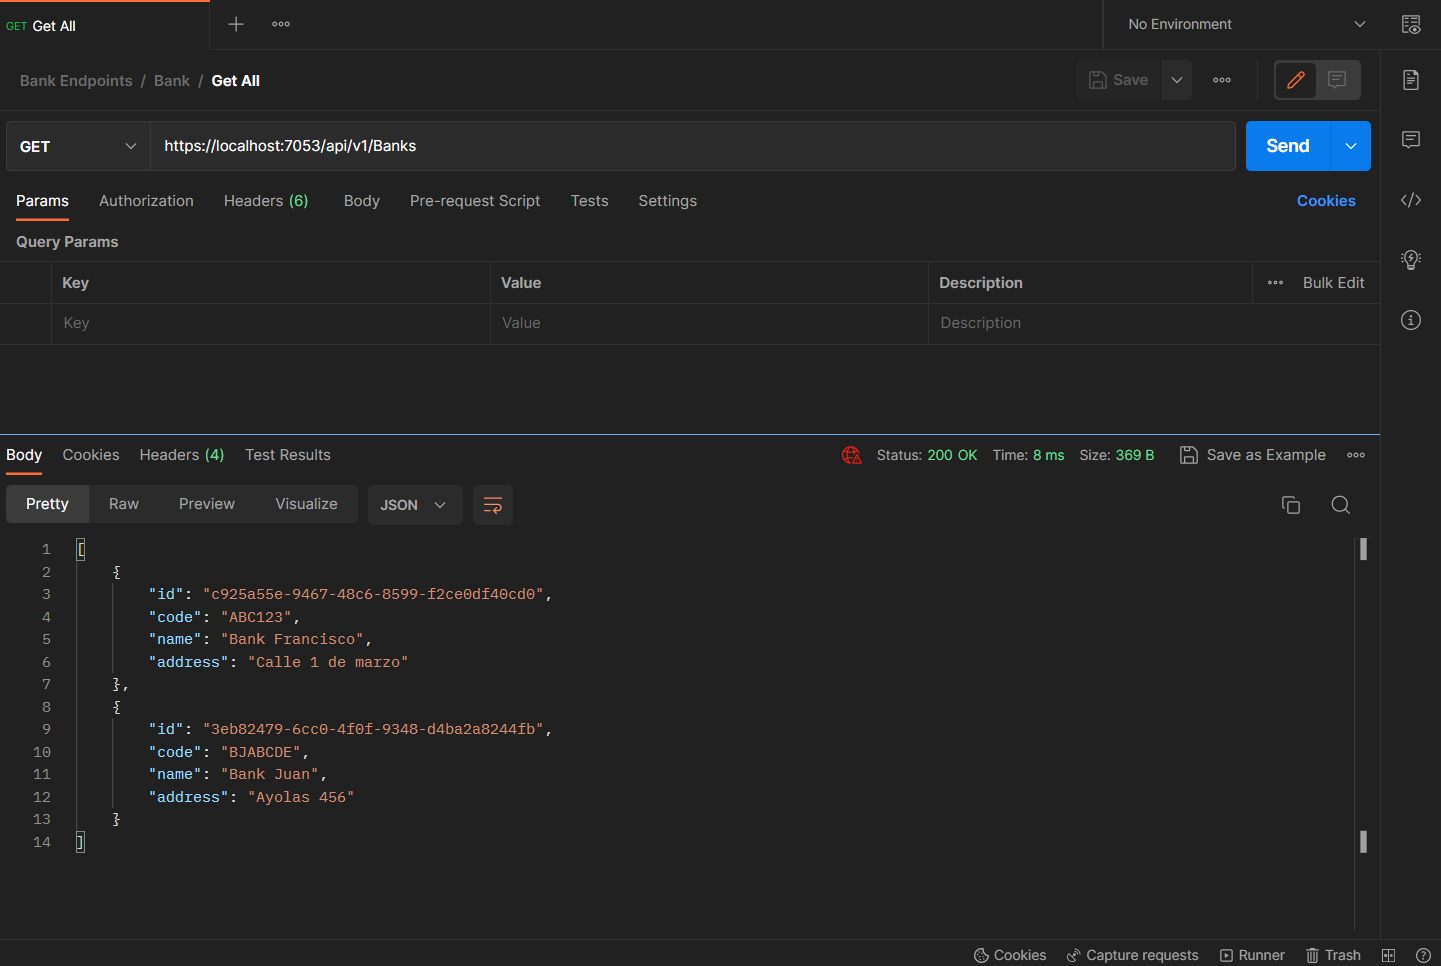 GET Get All
No Environment
Bank Endpoints / Bank / Get All
Save
GET
https://localhost:7053/api/v1/Banks
Send
Params Authorization Headers (6) Body Pre-request Script Tests Settings Cookies
Query Params
Key Value Description Bulk Edit
Key Value Description
Body Cookies Headers (4) Test Results Status: 200 OK Time: 8 ms Size: 369 B Save as Example
Pretty Raw Preview Visualize JSON
1 [
2 {
3 "id": "c925a55e-9467-48c6-8599-f2ce0df40cd0",
4 "code": "ABC123",
5 "name": "Bank Francisco",
6 "address": "Calle 1 de marzo"
7 },
8 {
9 "id": "3eb82479-6cc0-4f0f-9348-d4ba2a8244fb",
10 "code": "BJABCDE",
11 "name": "Bank Juan",
12 "address": "Ayolas 456"
13 }
14 ]
Cookies Capture requests Runner Trash